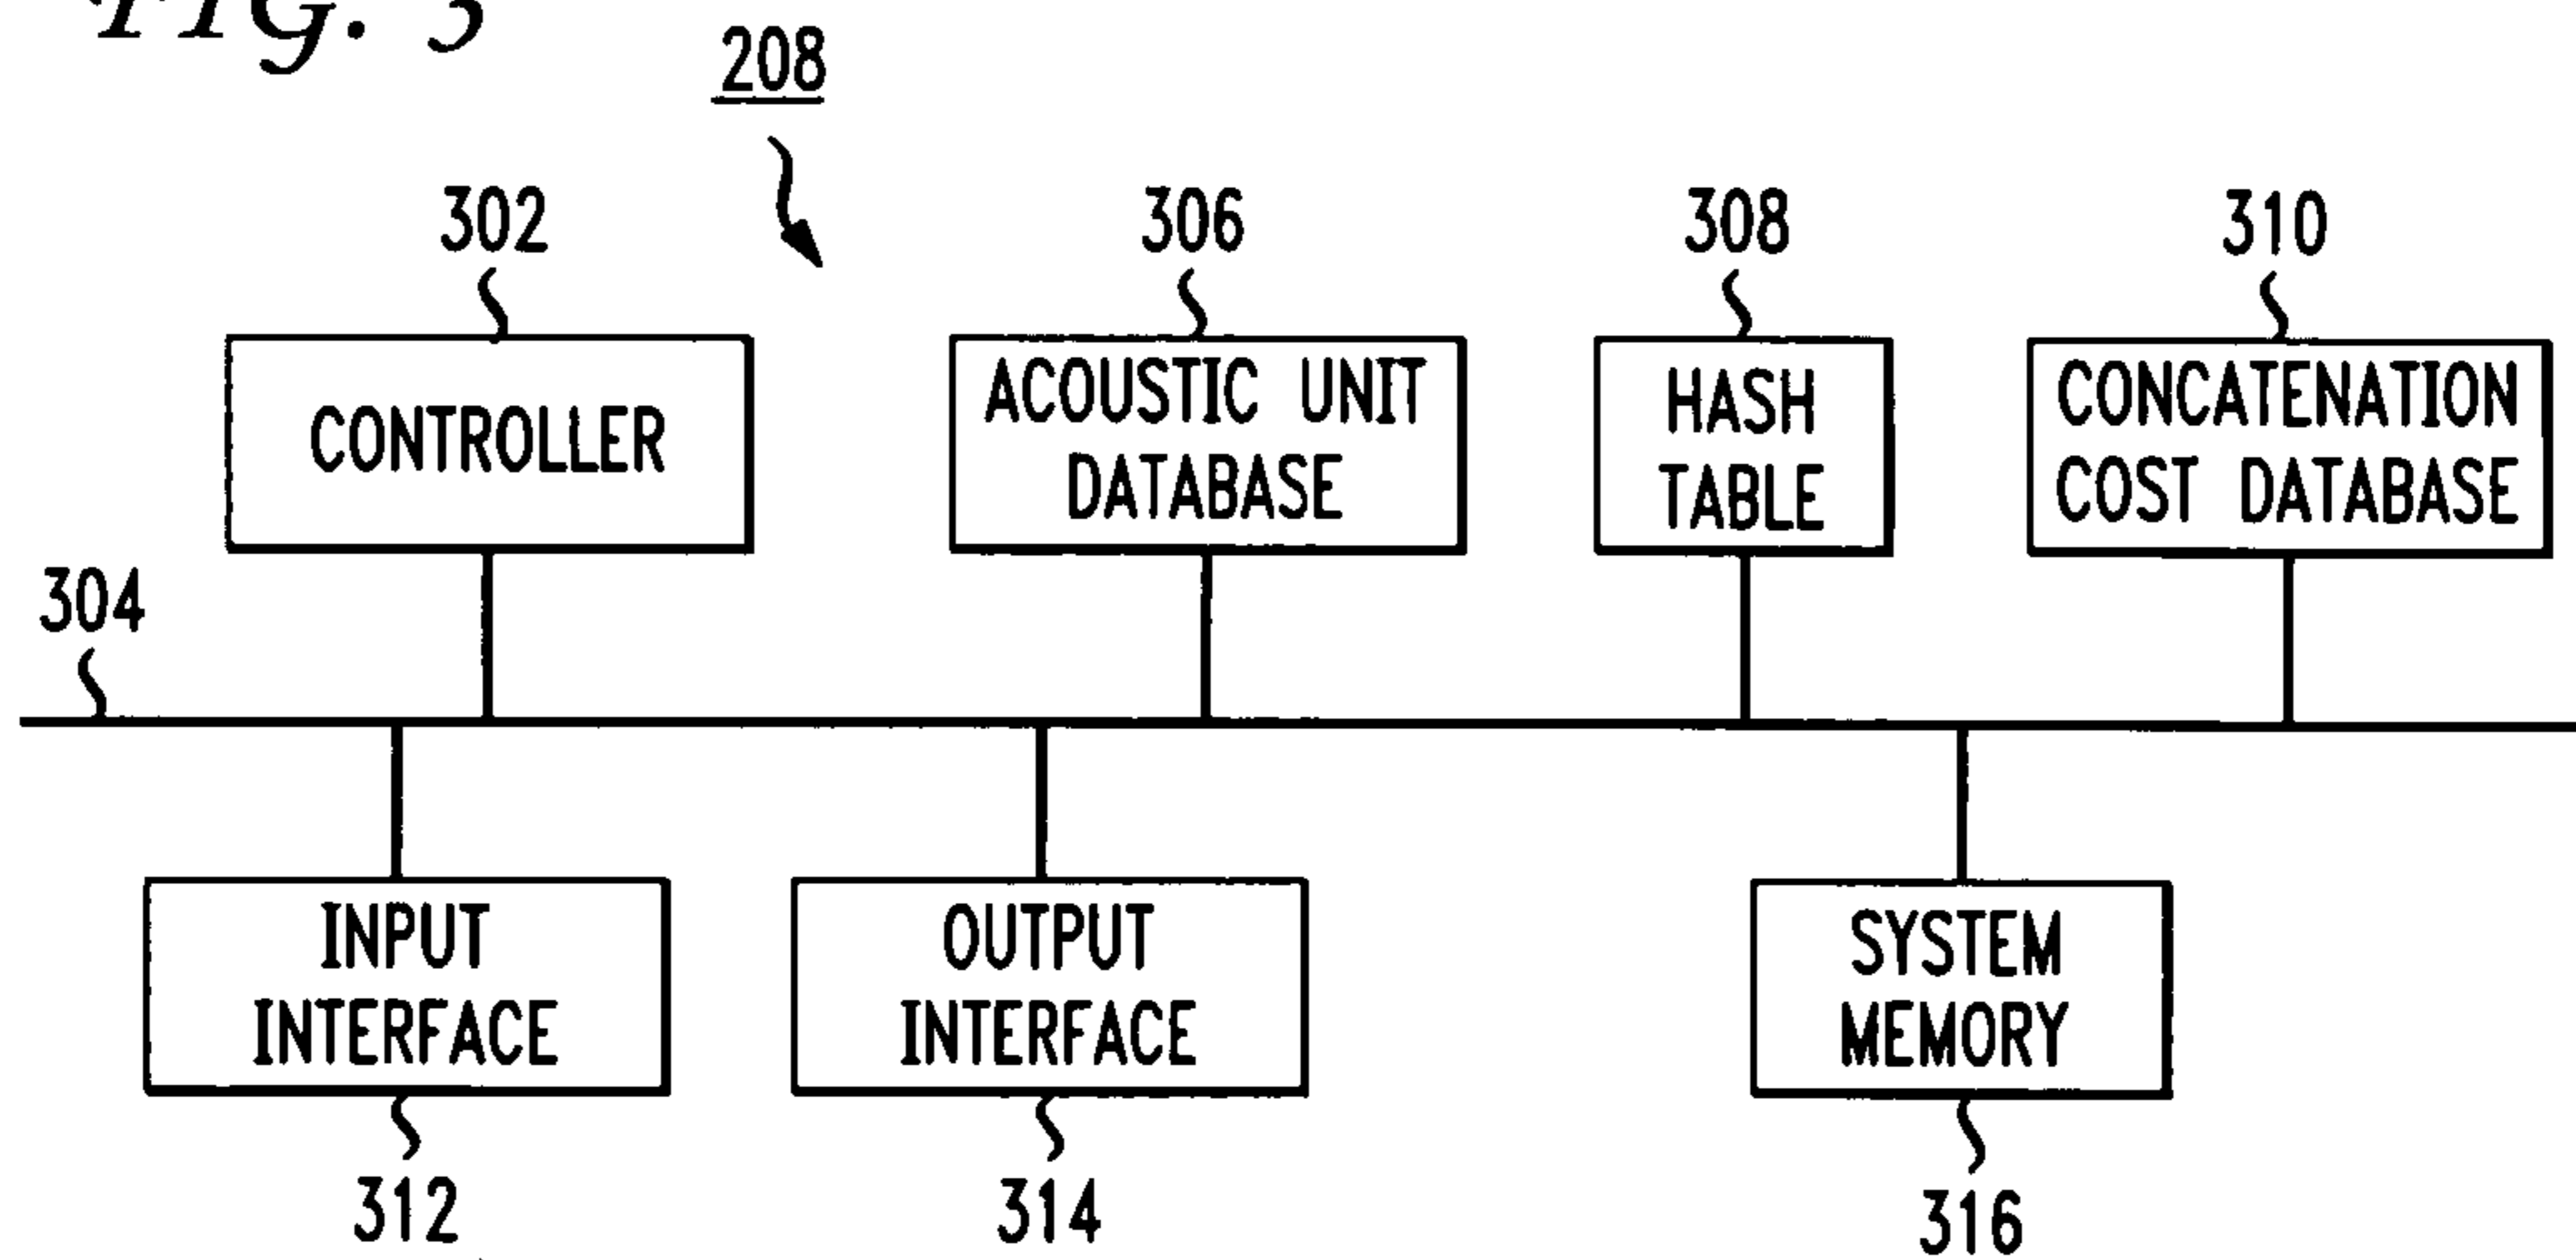 FIG. 3
208
302
306
308
310
CONTROLLER
ACOUSTIC UNIT
DATABASE
HASH
TABLE
CONCATENATION
COST DATABASE
304
INPUT
INTERFACE
OUTPUT
INTERFACE
SYSTEM
MEMORY
312
314
316